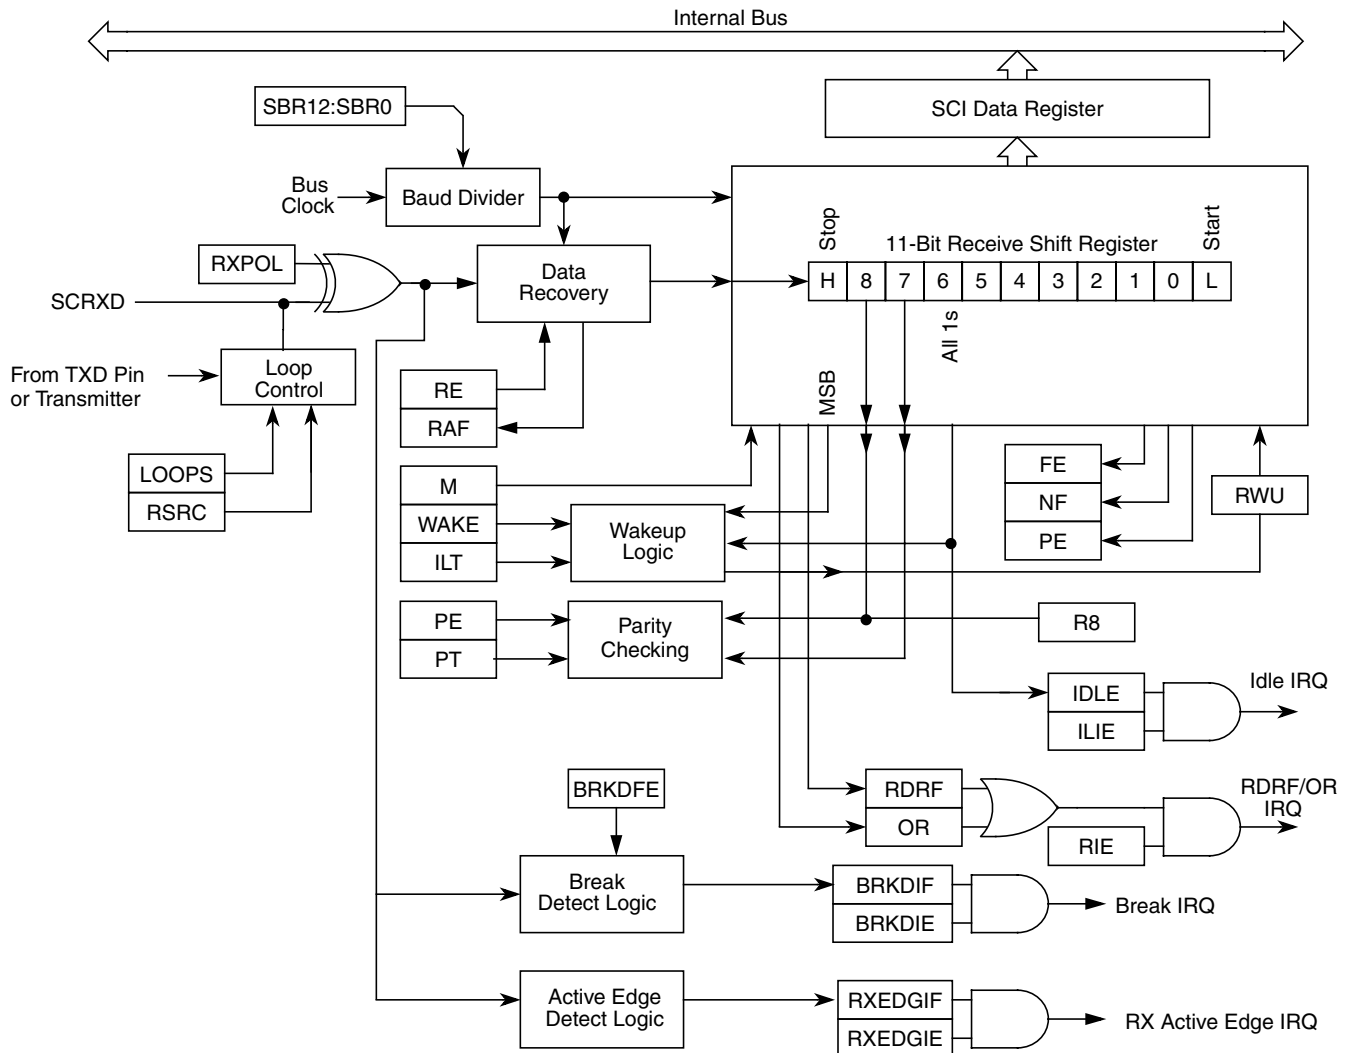 Internal Bus
SBR12:SBR0
SCI Data Register
Bus
Clock
Baud Divider
Stop
11-Bit Receive Shift Register
Start
RXPOL
Data
Recovery
H 8 7 6 5 4 3 2 1 0 L
SCRXD
All 1s
From TXD Pin
or Transmitter
Loop
Control
RE
RAF
MSB
LOOPS
RSRC
M
WAKE
ILT
Wakeup
Logic
FE
NF
PE
RWU
PE
PT
Parity
Checking
R8
IDLE
ILIE
Idle IRQ
BRKDFE
RDRF
OR
RIE
RDRF/OR
IRQ
Break
Detect Logic
BRKDIF
BRKDIE
Break IRQ
Active Edge
Detect Logic
RXEDGIF
RXEDGIE
RX Active Edge IRQ